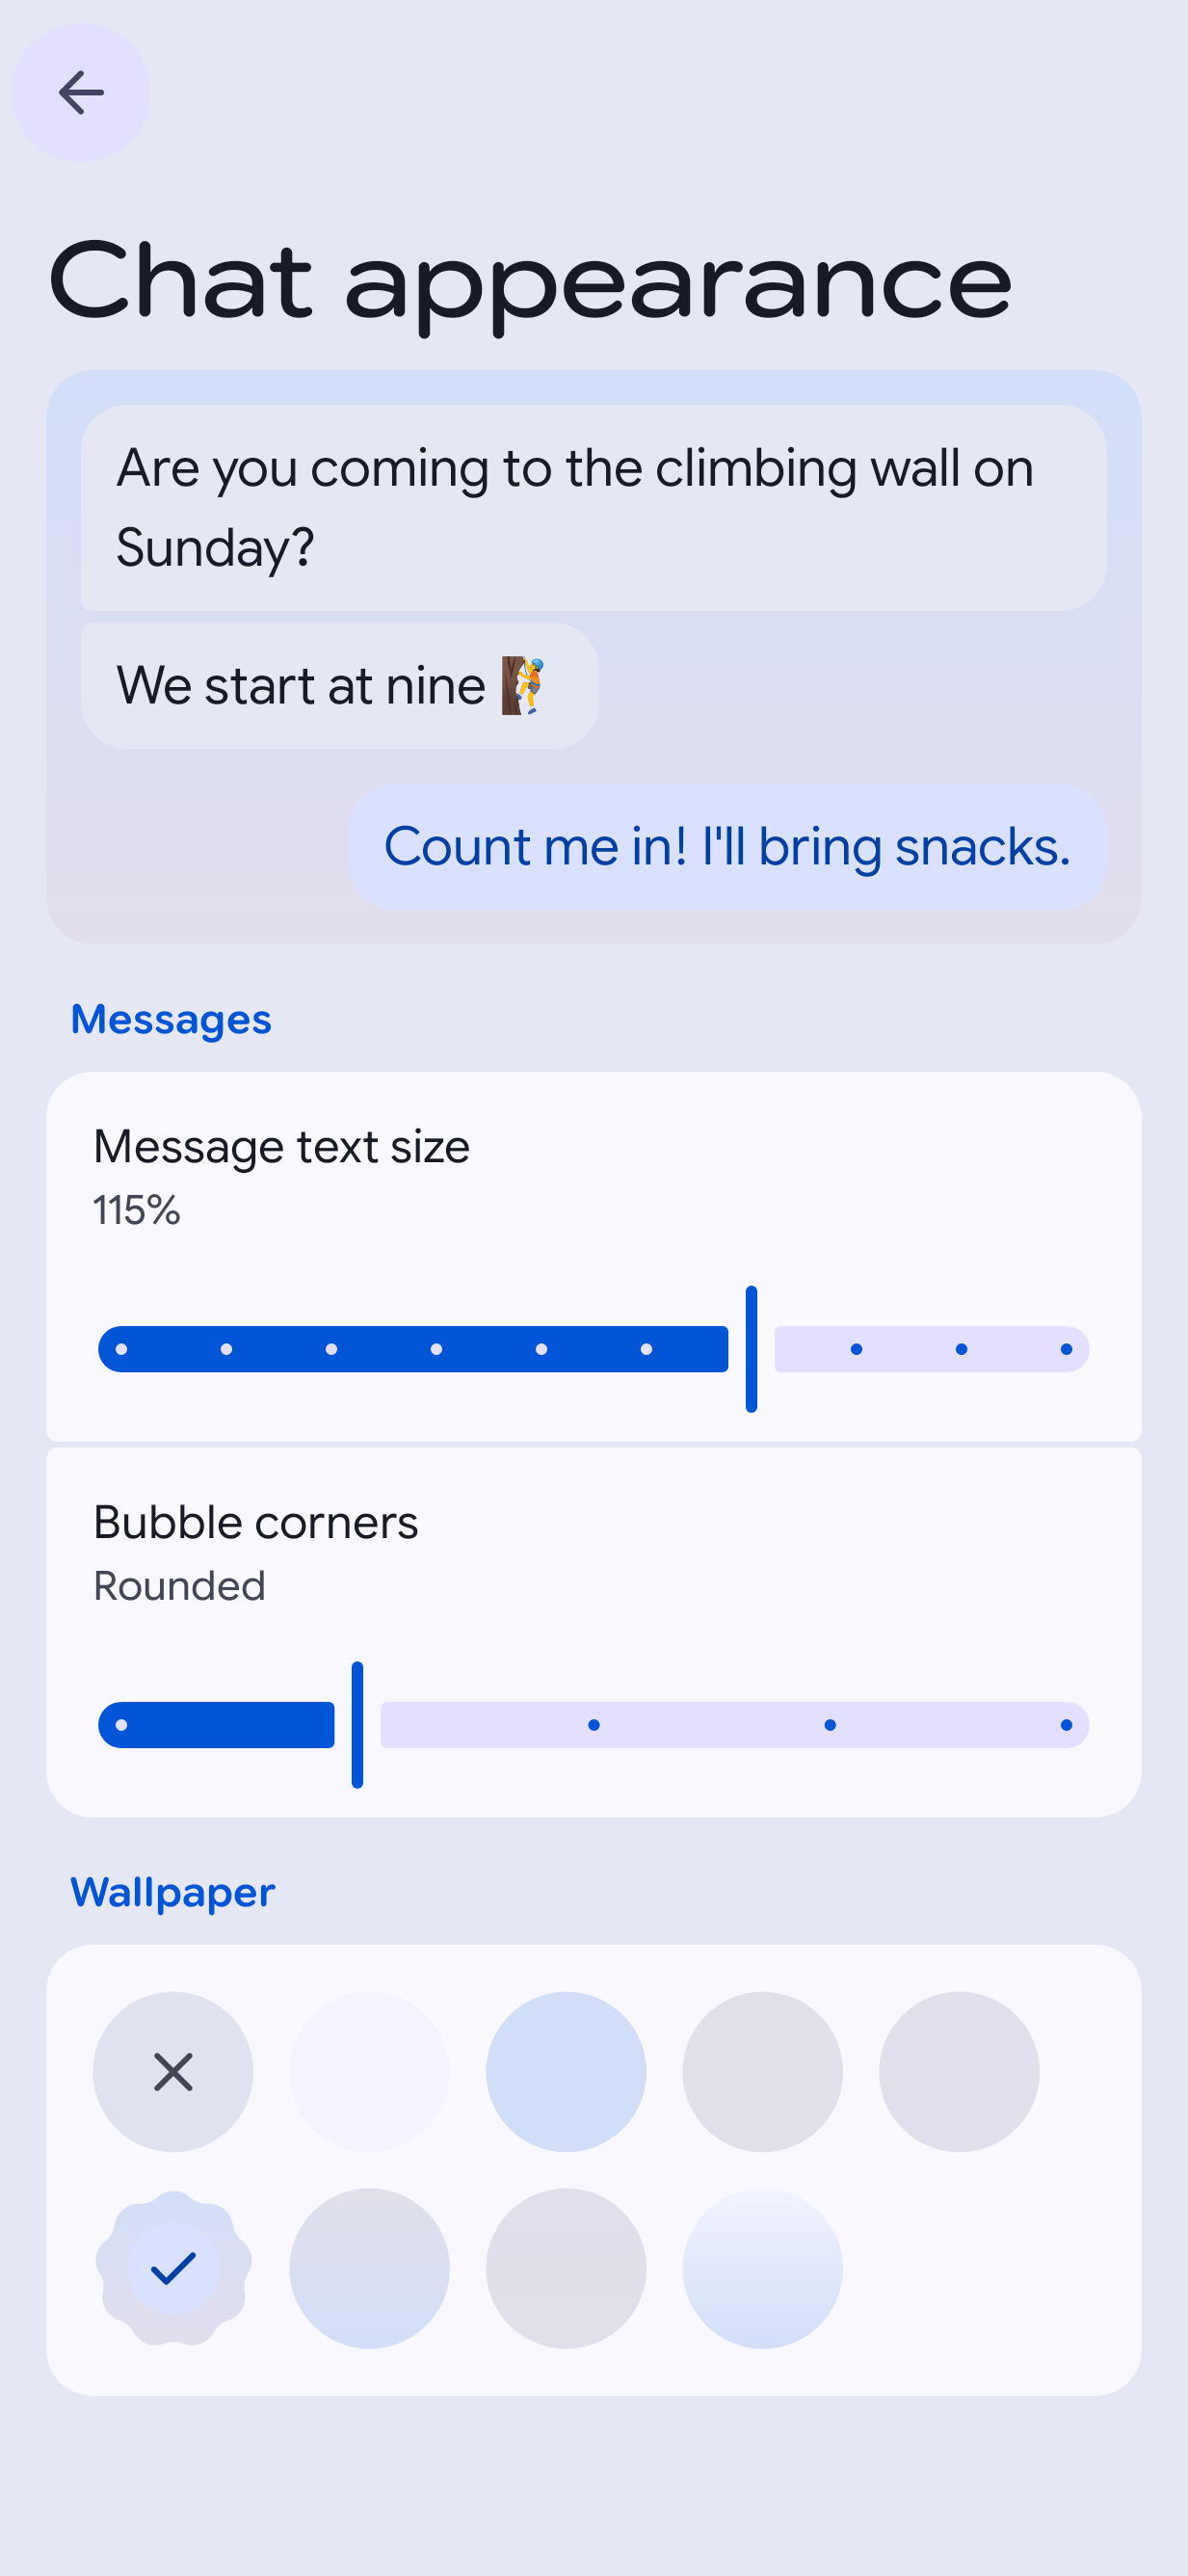 Chat appearance
Are you coming to the climbing wall on
Sunday?
We start at nine 🧗
Count me in! I'll bring snacks.
Messages
Message text size
115%
Bubble corners
Rounded
Wallpaper